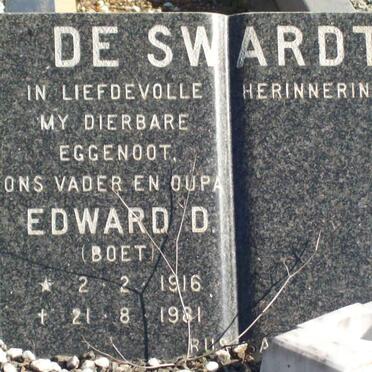 DE SWARDT
IN LIEFDEVOLLE HERINNERIN
MY DIERBARE
EGGENOOT,
ONS VADER EN OUPA
EDWARD D.
(BOET)
* 2 - 2 - 1916
† 21 - 8 - 1981